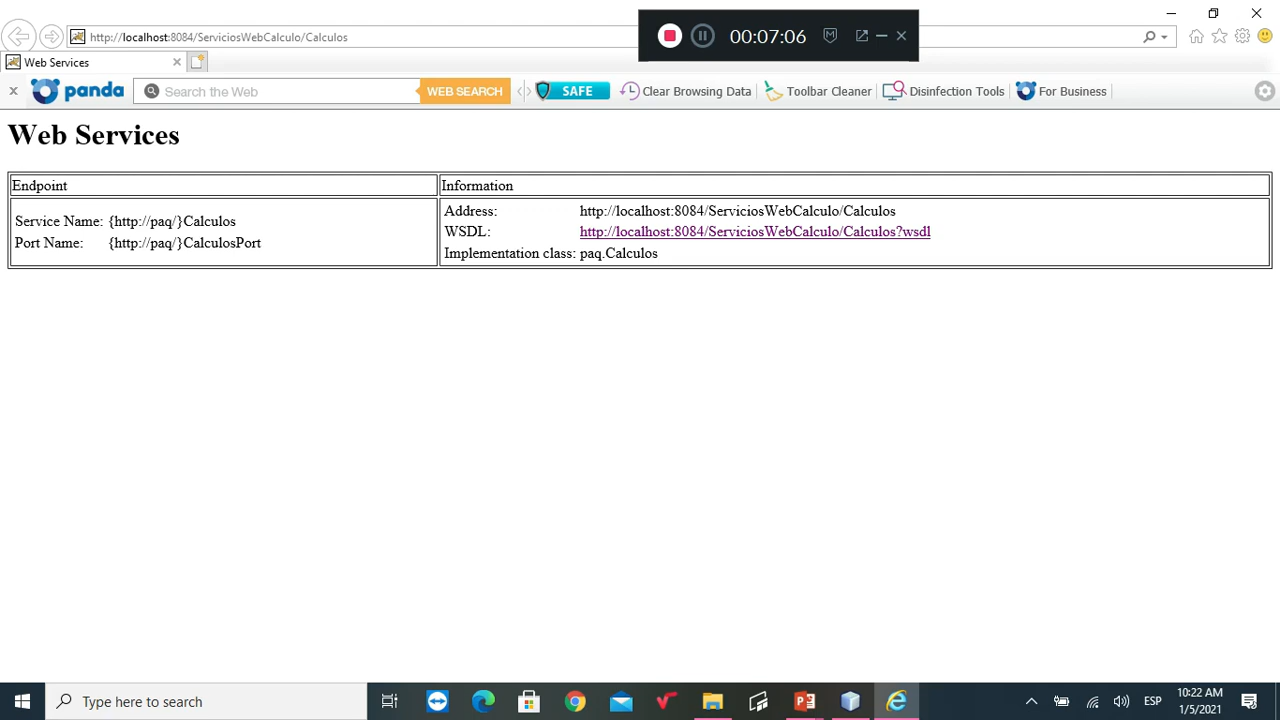 00:07:06
http://localhost:8084/ServiciosWebCalculo/Calculos
Web Services
panda Search the Web WEB SEARCH SAFE Clear Browsing Data Toolbar Cleaner Disinfection Tools For Business
Web Services
Endpoint Information
Service Name: {http://paq/}Calculos
Port Name: {http://paq/}CalculosPort
Address: http://localhost:8084/ServiciosWebCalculo/Calculos
WSDL: http://localhost:8084/ServiciosWebCalculo/Calculos?wsdl
Implementation class: paq.Calculos
Type here to search
ESP
10:22 AM
1/5/2021